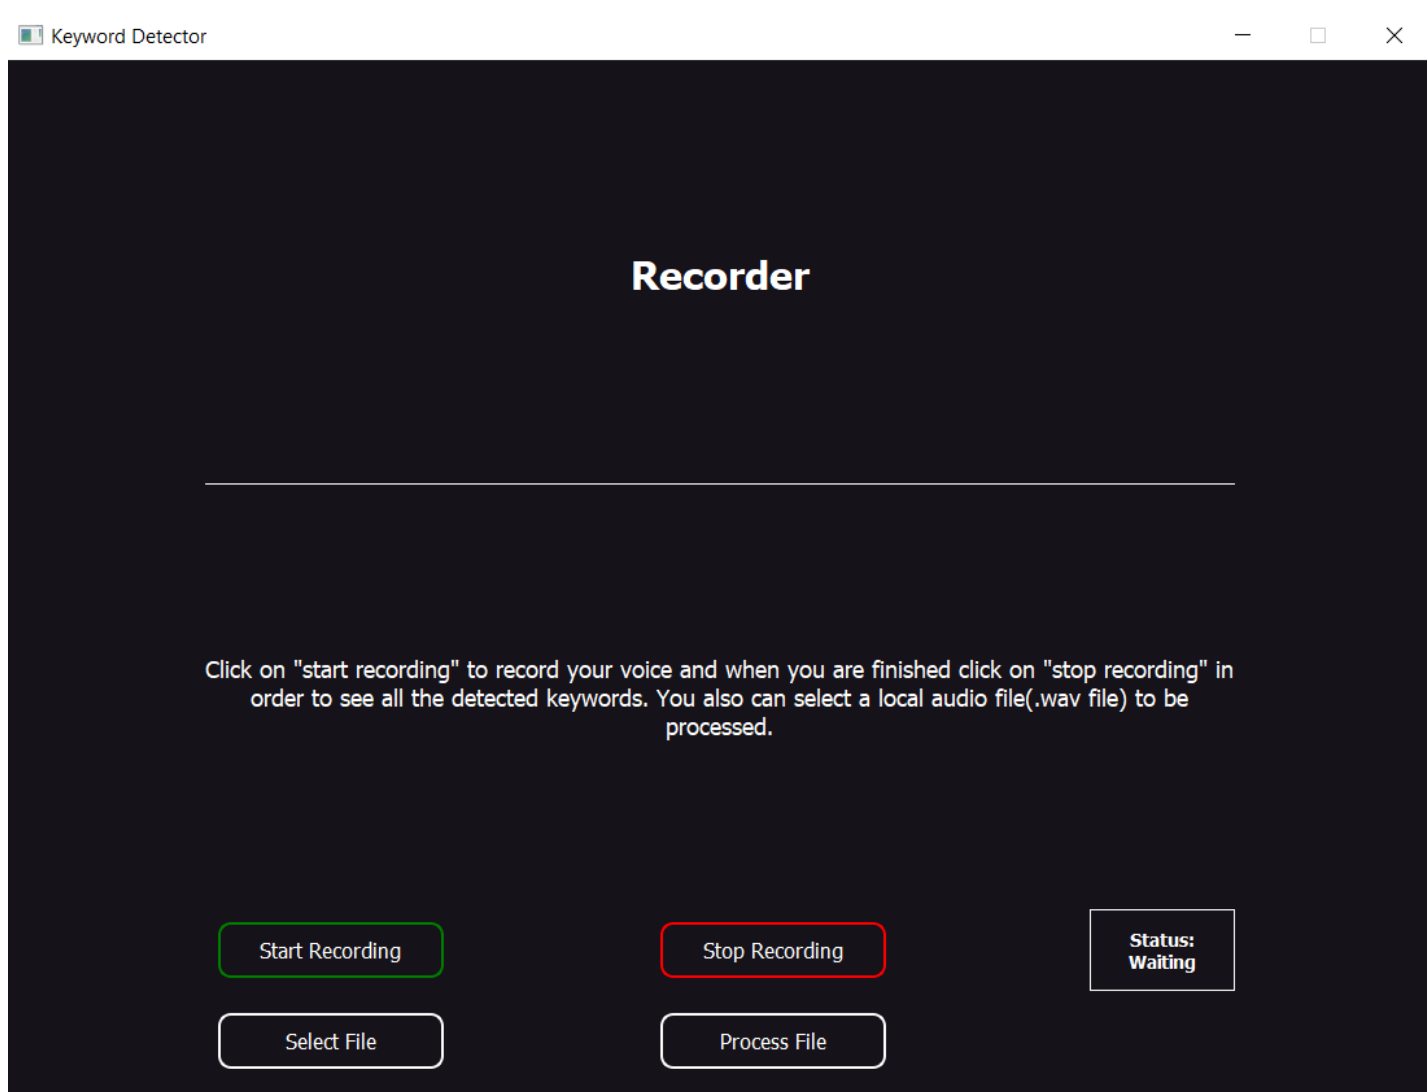 Keyword Detector
Recorder
Click on "start recording" to record your voice and when you are finished click on "stop recording" in
order to see all the detected keywords. You also can select a local audio file(.wav file) to be
processed.
Start Recording
Stop Recording
Status:
Waiting
Select File
Process File